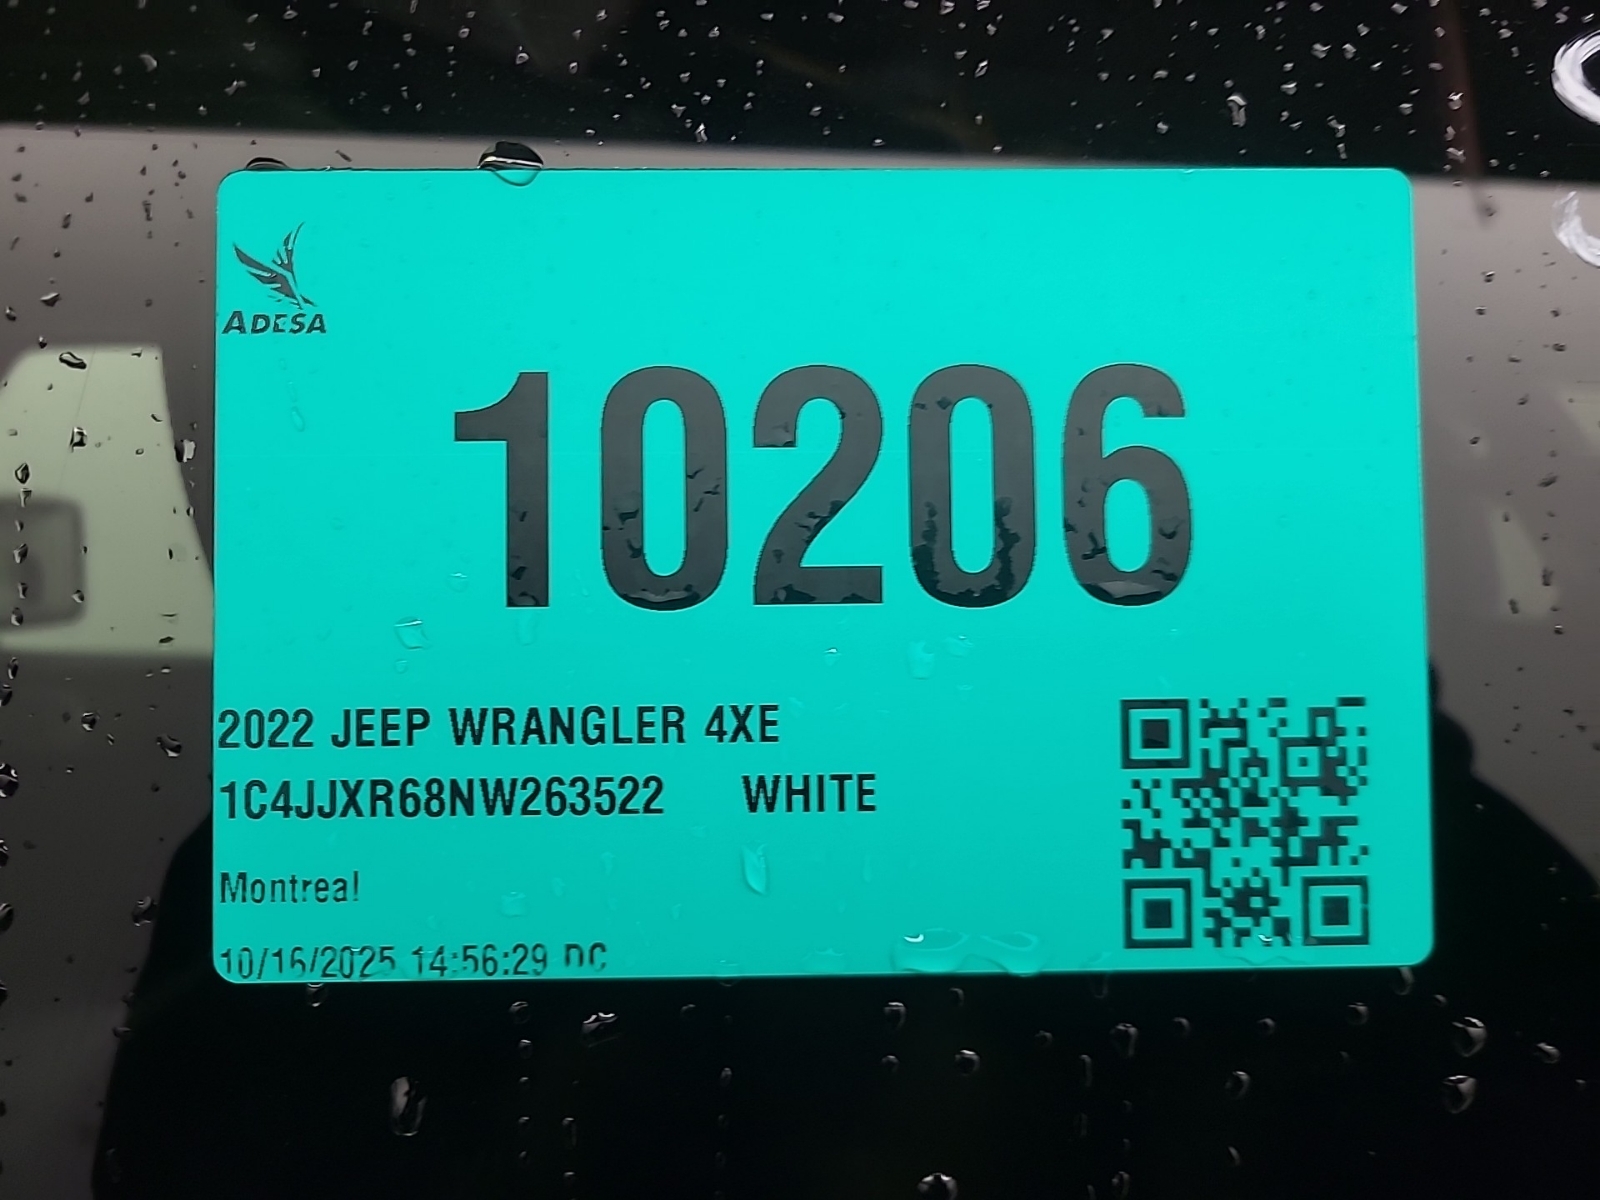 ADESA
10206
2022 JEEP WRANGLER 4XE
1C4JJXR68NW263522 WHITE
Montreal
10/16/2025 14:56:29 DC